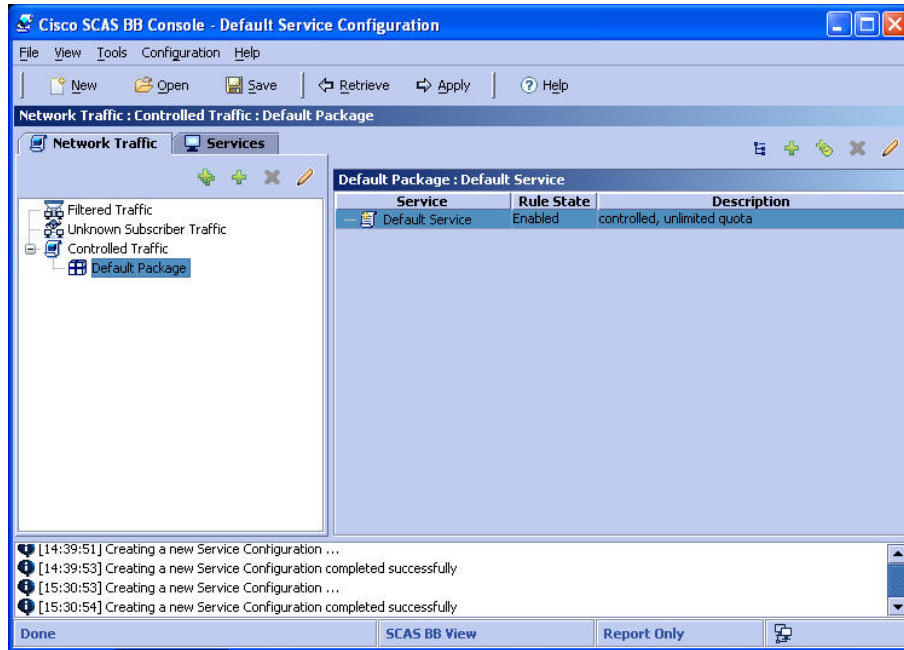 Cisco SCAS BB Console - Default Service Configuration
File View Tools Configuration Help
New Open Save Retrieve Apply Help
Network Traffic : Controlled Traffic : Default Package
Network Traffic Services
Default Package : Default Service
Service Rule State Description
Default Service Enabled controlled, unlimited quota
Filtered Traffic
Unknown Subscriber Traffic
Controlled Traffic
Default Package
[14:39:51] Creating a new Service Configuration ...
[14:39:53] Creating a new Service Configuration completed successfully
[15:30:53] Creating a new Service Configuration ...
[15:30:54] Creating a new Service Configuration completed successfully
Done SCAS BB View Report Only